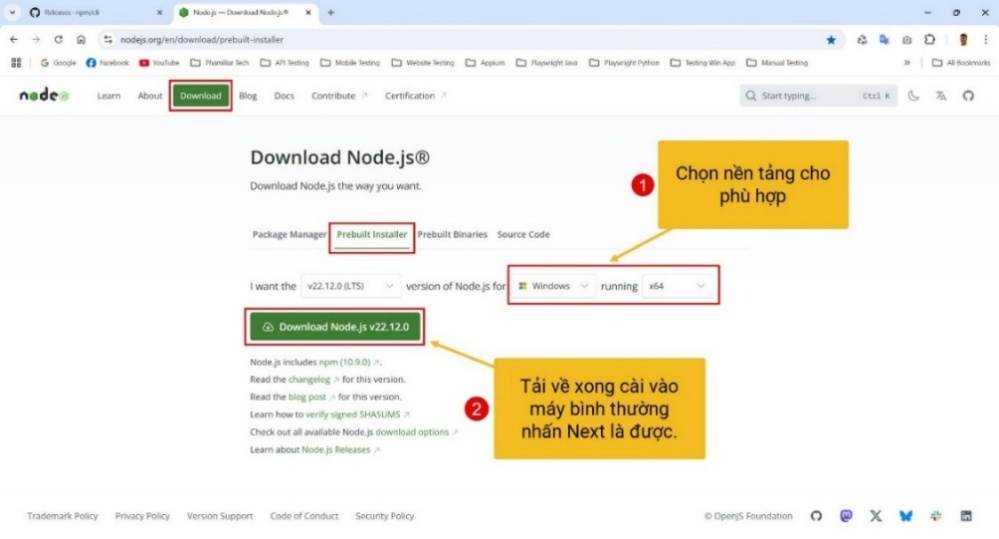 Releases · npm/cli
Node.js — Download Node.js®
nodejs.org/en/download/prebuilt-installer
Google Facebook YouTube Phamiliar Tech API Testing Mobile Testing Website Testing Appium Playwright Java Playwright Python Testing Win App Manual Testing » All Bookmarks
node Learn About Download Blog Docs Contribute ↗ Certification ↗ Start typing... Ctrl K
Download Node.js®
Download Node.js the way you want.
1
Chọn nền tảng cho
phù hợp
Package Manager Prebuilt Installer Prebuilt Binaries Source Code
I want the v22.12.0 (LTS) version of Node.js for Windows running x64
Download Node.js v22.12.0
Node.js includes npm (10.9.0) ↗.
Read the changelog ↗ for this version.
Read the blog post ↗ for this version.
Learn how to verify signed SHASUMS ↗
Check out all available Node.js download options ↗
Learn about Node.js Releases ↗
2
Tải về xong cài vào
máy bình thường
nhấn Next là được.
Trademark Policy Privacy Policy Version Support Code of Conduct Security Policy © OpenJS Foundation